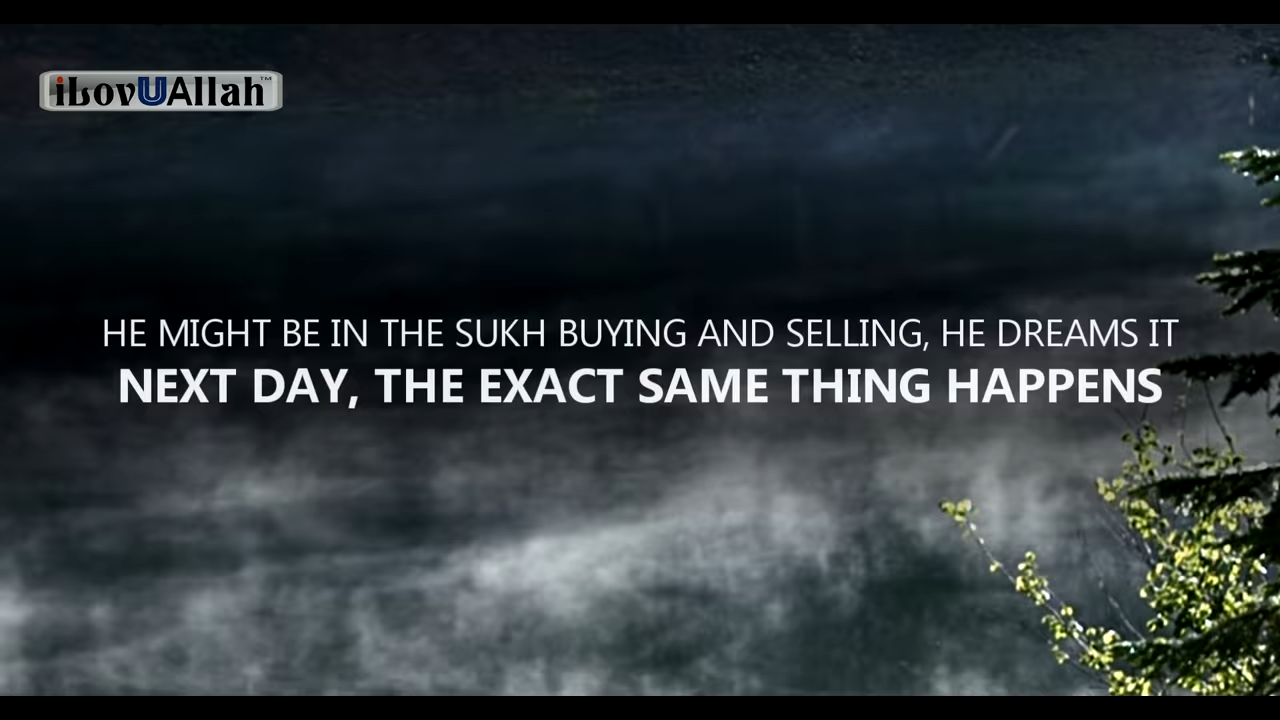 iLovUAllah™
HE MIGHT BE IN THE SUKH BUYING AND SELLING, HE DREAMS IT
NEXT DAY, THE EXACT SAME THING HAPPENS